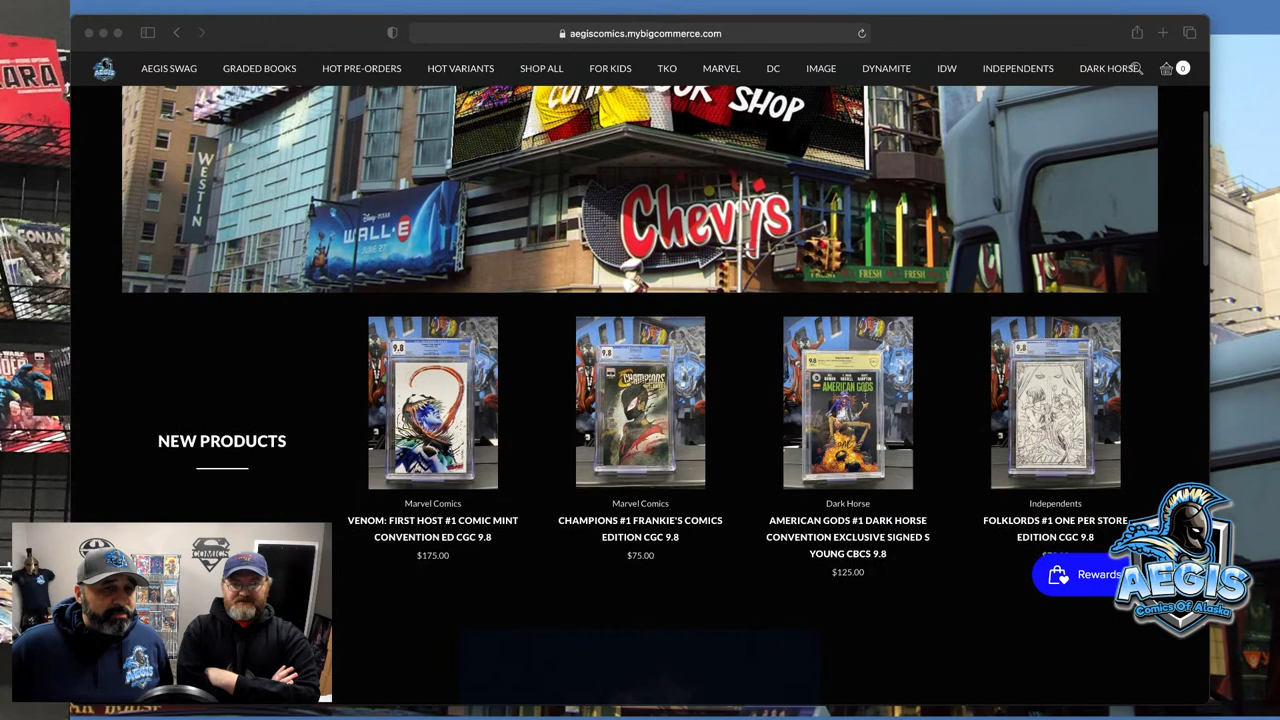 aegiscomics.mybigcommerce.com
AEGIS SWAG
GRADED BOOKS
HOT PRE-ORDERS
HOT VARIANTS
SHOP ALL
FOR KIDS
TKO
MARVEL
DC
IMAGE
DYNAMITE
IDW
INDEPENDENTS
DARK HORSE
0
CONAN
WESTIN
SHOP
Disney·PIXAR
WALL·E
JUNE 27
Chevys
FRESH
NEW PRODUCTS
9.8
9.8
CHAMPIONS
9.8
AMERICAN GODS
9.8
Marvel Comics
VENOM: FIRST HOST #1 COMIC MINT
CONVENTION ED CGC 9.8
$175.00
Marvel Comics
CHAMPIONS #1 FRANKIE'S COMICS
EDITION CGC 9.8
$75.00
Dark Horse
AMERICAN GODS #1 DARK HORSE
CONVENTION EXCLUSIVE SIGNED S
YOUNG CBCS 9.8
$125.00
Independents
FOLKLORDS #1 ONE PER STORE
EDITION CGC 9.8
Rewards
AEGIS
Comics Of Alaska
COMICS
AEGIS